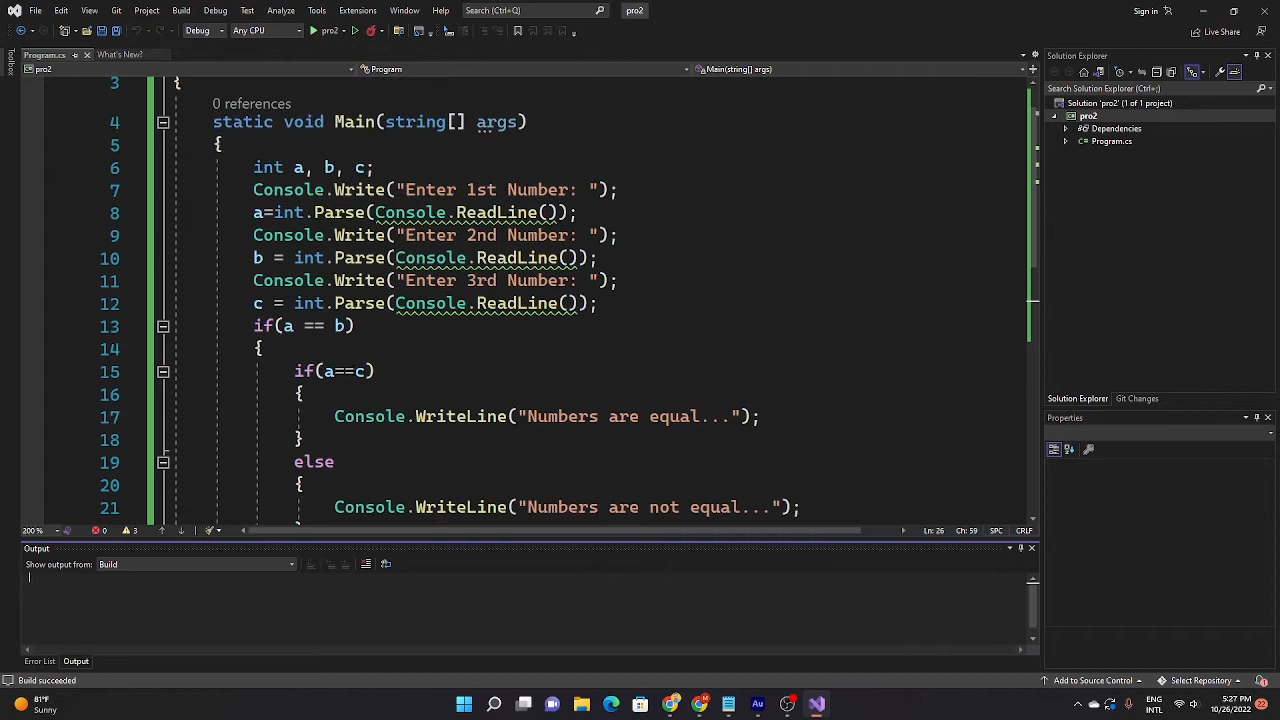 File Edit View Git Project Build Debug Test Analyze Tools Extensions Window Help Search (Ctrl+Q) pro2 Sign in
Debug Any CPU pro2 Live Share
Program.cs What's New? Solution Explorer
pro2 Program Main(string[] args)
Search Solution Explorer (Ctrl+;)
Solution 'pro2' (1 of 1 project)
pro2
Dependencies
Program.cs
3 {
0 references
4 static void Main(string[] args)
5 {
6 int a, b, c;
7 Console.Write("Enter 1st Number: ");
8 a=int.Parse(Console.ReadLine());
9 Console.Write("Enter 2nd Number: ");
10 b = int.Parse(Console.ReadLine());
11 Console.Write("Enter 3rd Number: ");
12 c = int.Parse(Console.ReadLine());
13 if(a == b)
14 {
15 if(a==c)
16 {
17 Console.WriteLine("Numbers are equal...");
18 }
19 else
20 {
21 Console.WriteLine("Numbers are not equal...");
Solution Explorer Git Changes
Properties
200 % 0 3 Ln: 26 Ch: 59 SPC CRLF
Output
Show output from: Build
Error List Output
Build succeeded Add to Source Control Select Repository
81°F
Sunny
ENG
INTL
5:27 PM
10/26/2022